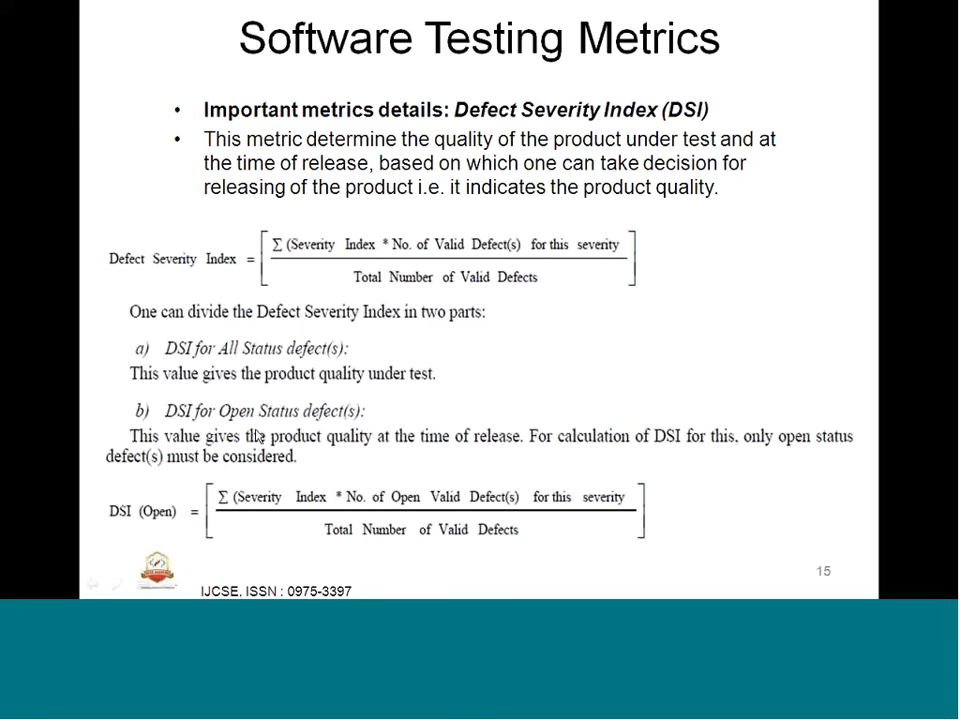 Software Testing Metrics
• Important metrics details: Defect Severity Index (DSI)
• This metric determine the quality of the product under test and at
the time of release, based on which one can take decision for
releasing of the product i.e. it indicates the product quality.
∑ (Severity Index * No. of Valid Defect(s) for this severity
Defect Severity Index =
Total Number of Valid Defects
One can divide the Defect Severity Index in two parts:
a) DSI for All Status defect(s):
This value gives the product quality under test.
b) DSI for Open Status defect(s):
This value gives the product quality at the time of release. For calculation of DSI for this, only open status
defect(s) must be considered.
∑ (Severity Index * No. of Open Valid Defect(s) for this severity
DSI (Open) =
Total Number of Valid Defects
15
IJCSE, ISSN : 0975-3397